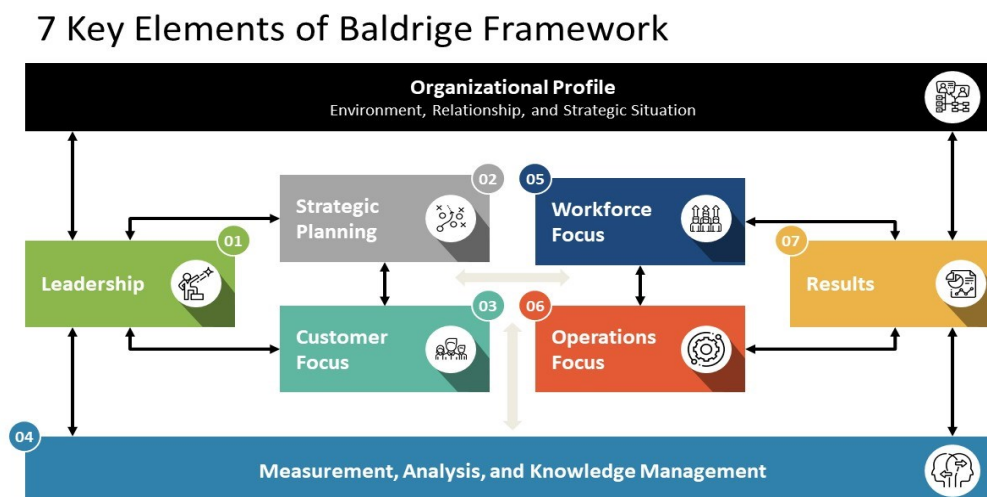 7 Key Elements of Baldrige Framework
Organizational Profile
Environment, Relationship, and Strategic Situation
01
Leadership
02
Strategic
Planning
03
Customer
Focus
05
Workforce
Focus
06
Operations
Focus
07
Results
04
Measurement, Analysis, and Knowledge Management